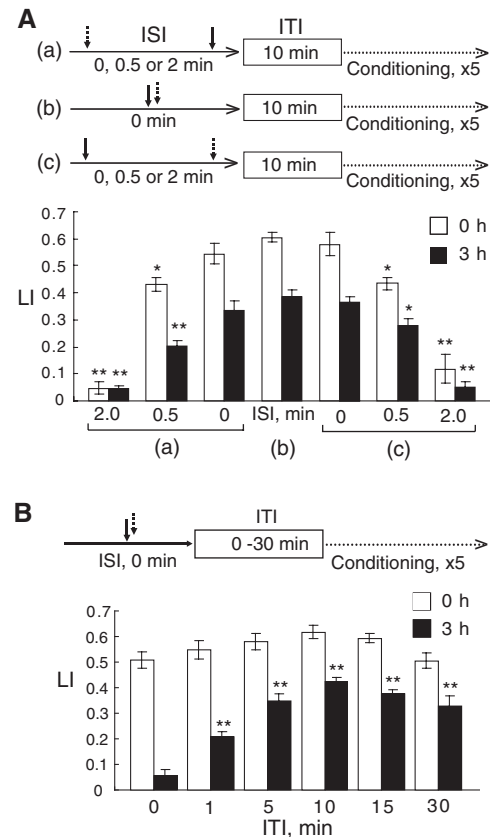 A
ISI ITI
(a) 0, 0.5 or 2 min 10 min Conditioning, x5
(b) 0 min 10 min Conditioning, x5
(c) 0, 0.5 or 2 min 10 min Conditioning, x5
0.7
0.6
0.5
0.4
0.3
0.2
0.1
0
LI
0 h
3 h
** ** * ** * * ** **
2.0 0.5 0 ISI, min 0 0.5 2.0
(a) (b) (c)
B
ITI
ISI, 0 min 0 -30 min Conditioning, x5
0.7
0.6
0.5
0.4
0.3
0.2
0.1
0
LI
0 h
3 h
** ** ** ** **
0 1 5 10 15 30
ITI, min